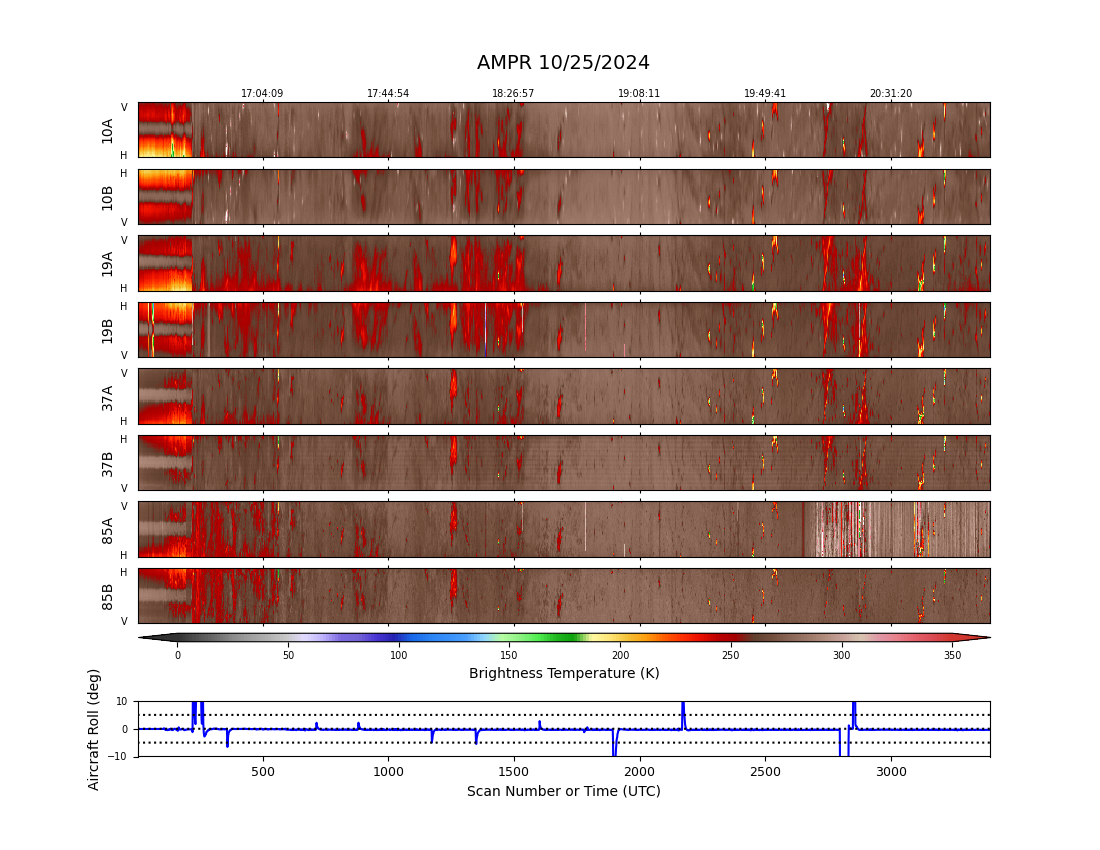 AMPR 10/25/2024
17:04:09 17:44:54 18:26:57 19:08:11 19:49:41 20:31:20
V
10A
H
H
10B
V
V
19A
H
H
19B
V
V
37A
H
H
37B
V
V
85A
H
H
85B
V
0 50 100 150 200 250 300 350
Brightness Temperature (K)
Aircraft Roll (deg)
10
0
−10
500 1000 1500 2000 2500 3000
Scan Number or Time (UTC)